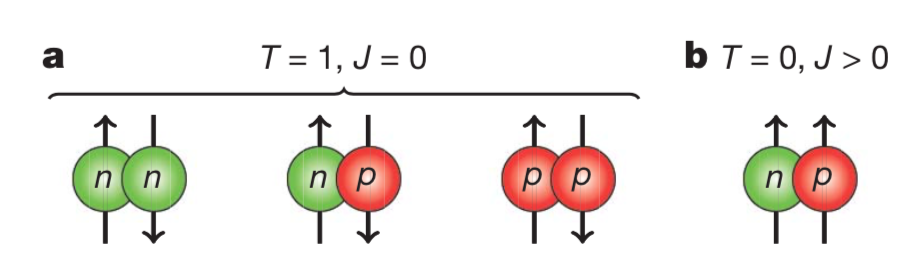 a T = 1, J = 0 b T = 0, J > 0
n n n p p p n p